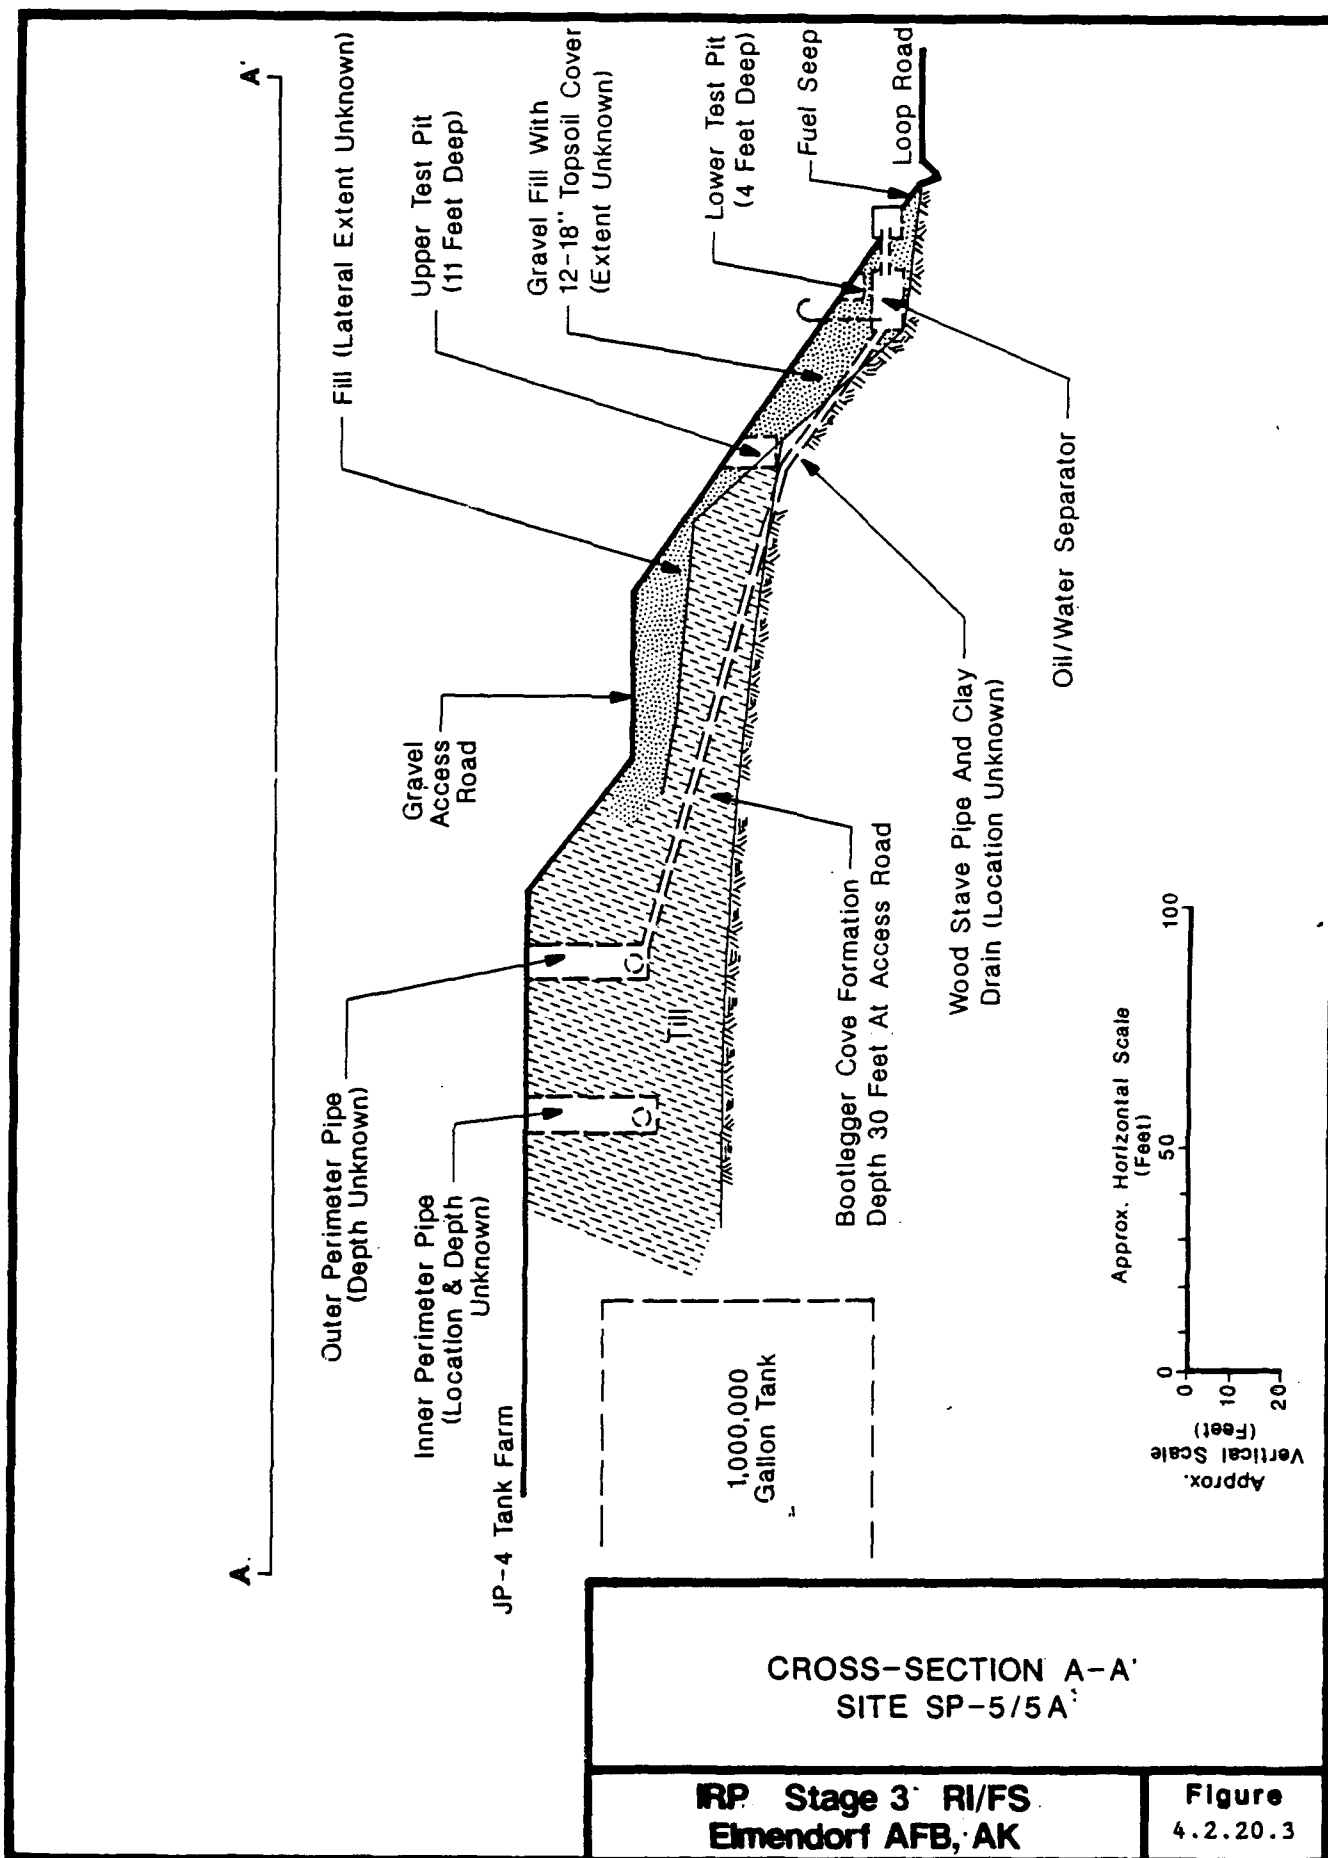 A
A'
Fill (Lateral Extent Unknown)
Upper Test Pit
(11 Feet Deep)
Gravel Fill With
12-18" Topsoil Cover
(Extent Unknown)
Lower Test Pit
(4 Feet Deep)
Fuel Seep
Loop Road
Gravel
Access
Road
Outer Perimeter Pipe
(Depth Unknown)
Inner Perimeter Pipe
(Location & Depth
Unknown)
JP-4 Tank Farm
Till
1,000,000
Gallon Tank
Bootlegger Cove Formation
Depth 30 Feet At Access Road
Wood Stave Pipe And Clay
Drain (Location Unknown)
Oil/Water Separator
Approx. Horizontal Scale
(Feet)
0
50
100
0
10
20
Approx.
Vertical Scale
(Feet)
CROSS-SECTION A-A'
SITE SP-5/5A
IRP Stage 3 RI/FS
Elmendorf AFB, AK
Figure
4.2.20.3